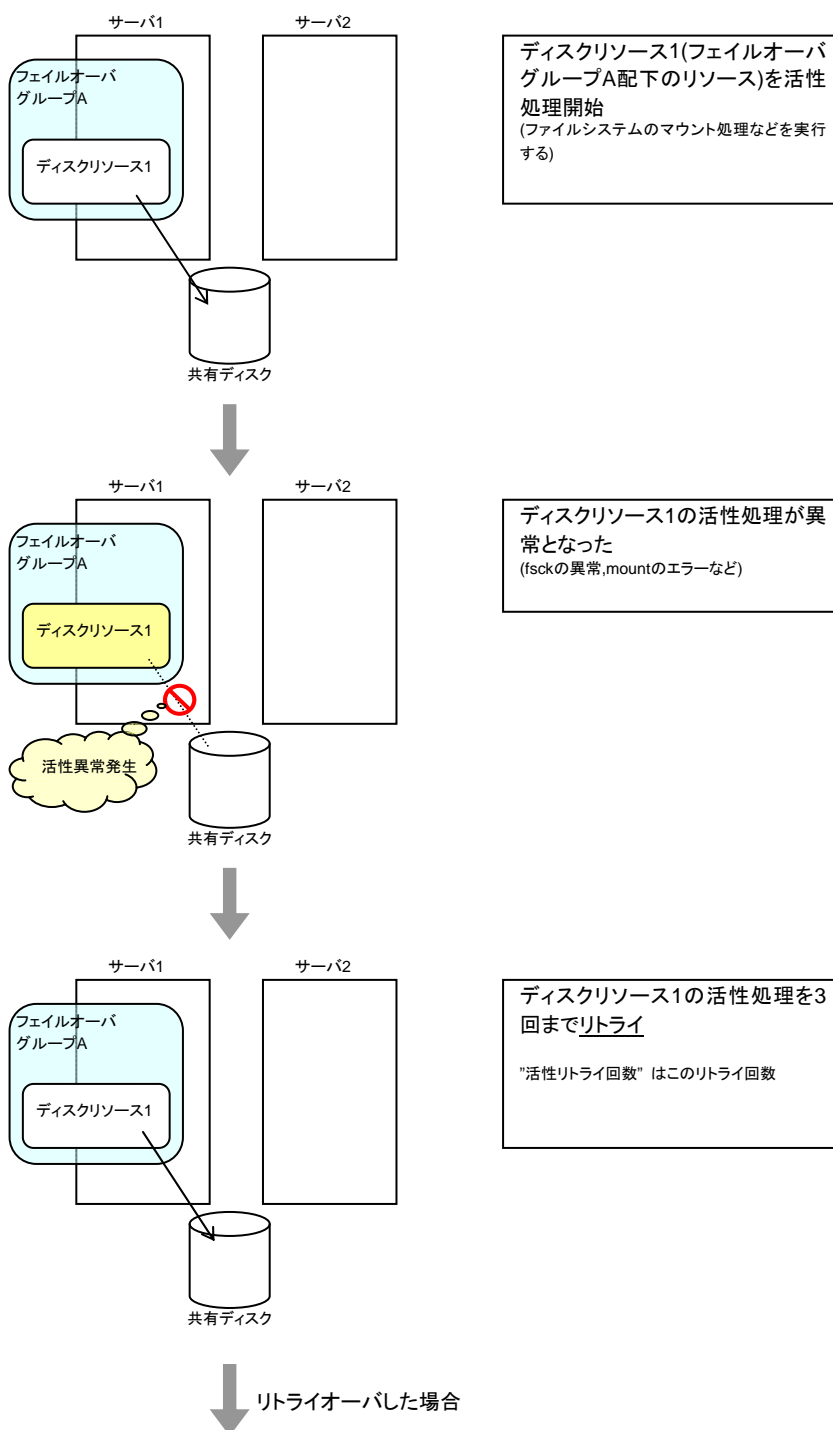 サーバ1
サーバ2
フェイルオーバ
グループA
ディスクリソース1
共有ディスク
ディスクリソース1(フェイルオーバ
グループA配下のリソース)を活性
処理開始
(ファイルシステムのマウント処理などを実行
する)
サーバ1
サーバ2
フェイルオーバ
グループA
ディスクリソース1
活性異常発生
共有ディスク
ディスクリソース1の活性処理が異
常となった
(fsckの異常,mountのエラーなど)
サーバ1
サーバ2
フェイルオーバ
グループA
ディスクリソース1
共有ディスク
ディスクリソース1の活性処理を3
回までリトライ
"活性リトライ回数" はこのリトライ回数
リトライオーバした場合